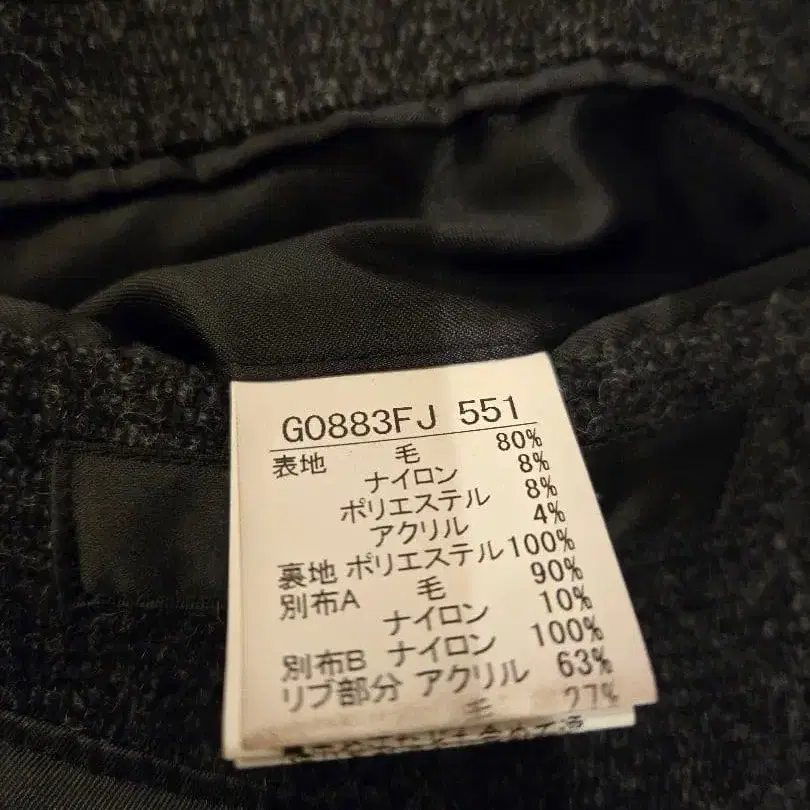 G0883FJ 551
表地 毛 80%
ナイロン 8%
ポリエステル 8%
アクリル 4%
裏地 ポリエステル 100%
別布A 毛 90%
ナイロン 10%
別布B ナイロン 100%
リブ部分 アクリル 63%
毛 27%